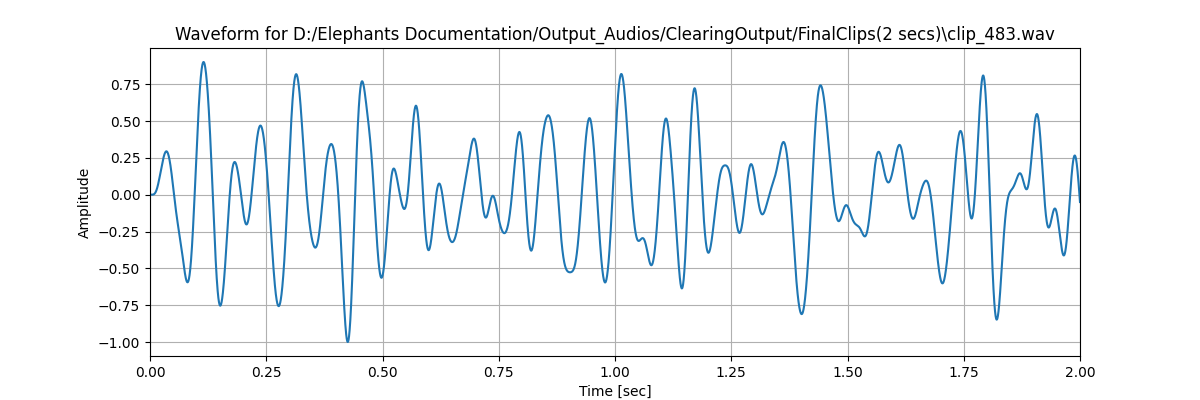 Waveform for D:/Elephants Documentation/Output_Audios/ClearingOutput/FinalClips(2 secs)\clip_483.wav
Amplitude
0.75
0.50
0.25
0.00
−0.25
−0.50
−0.75
−1.00
0.00 0.25 0.50 0.75 1.00 1.25 1.50 1.75 2.00
Time [sec]